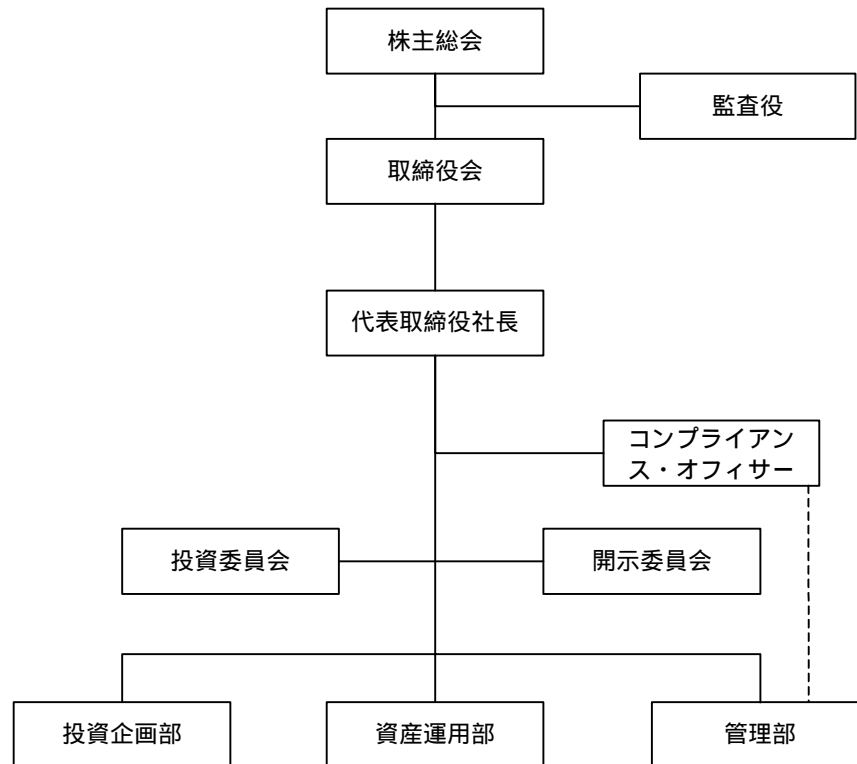 株主総会
監査役
取締役会
代表取締役社長
コンプライアン
ス・オフィサー
投資委員会
開示委員会
投資企画部
資産運用部
管理部